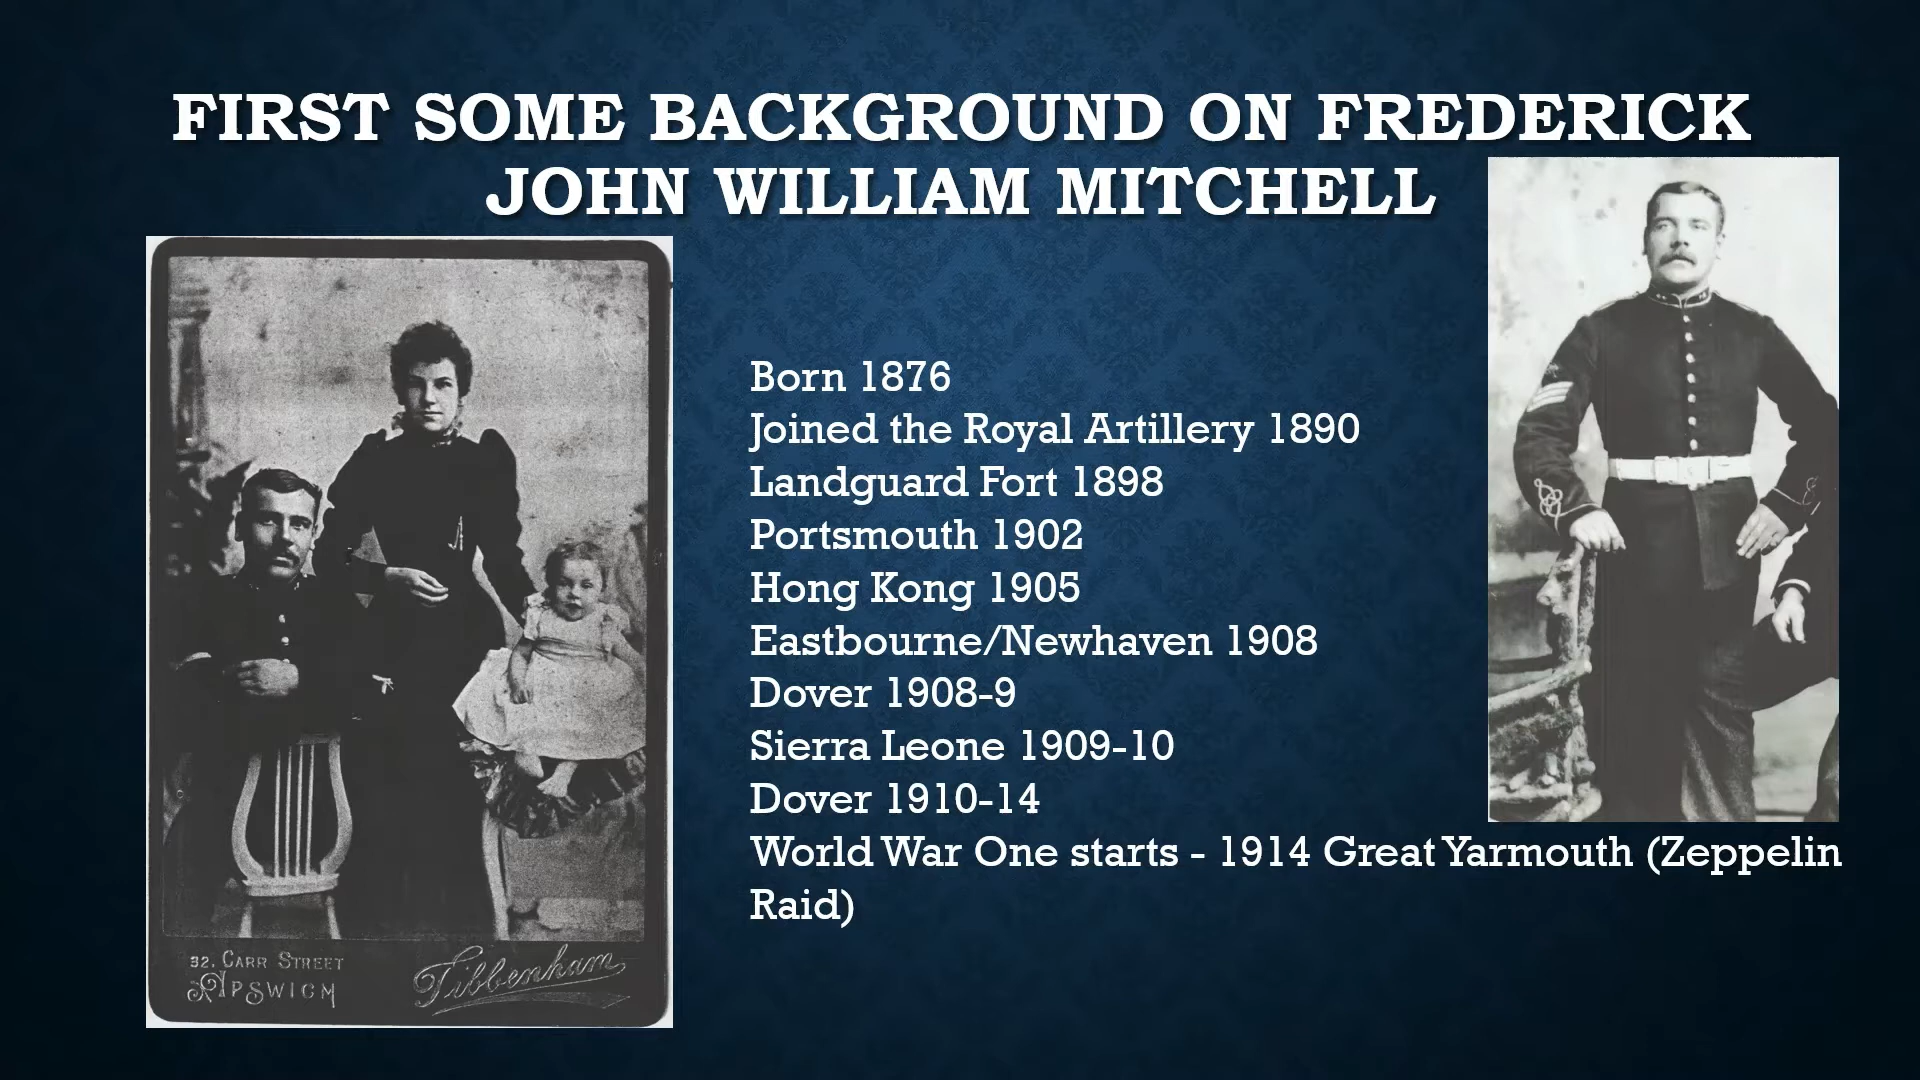 FIRST SOME BACKGROUND ON FREDERICK
JOHN WILLIAM MITCHELL
Born 1876
Joined the Royal Artillery 1890
Landguard Fort 1898
Portsmouth 1902
Hong Kong 1905
Eastbourne/Newhaven 1908
Dover 1908-9
Sierra Leone 1909-10
Dover 1910-14
World War One starts - 1914 Great Yarmouth (Zeppelin
Raid)
32, CARR STREET
IPSWICH
Tibbenham